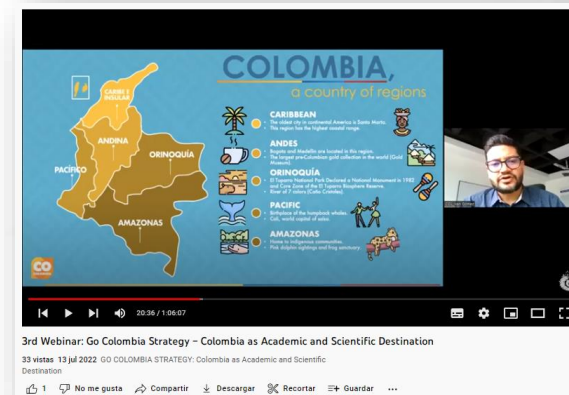 COLOMBIA,
a country of regions
CARIBE E
INSULAR
ANDINA
PACÍFICO
ORINOQUÍA
AMAZONAS
CARIBBEAN
The oldest city in continental America is Santa Marta.
This region has the highest coastal range.
ANDES
Bogota and Medellin are located in this region.
The largest pre-Colombian gold collection in the world (Gold
Museum).
ORINOQUÍA
El Tuparro National Park Declared a National Monument in 1982
and Core Zone of the El Tuparro Biosphere Reserve.
River of 7 colors (Caño Cristales).
PACIFIC
Birthplace of the humpback whales.
Cali, world capital of salsa.
AMAZONAS
Home to indigenous communities.
Pink dolphin sightings and frog sanctuary.
CO
20:36 / 1:06:07
3rd Webinar: Go Colombia Strategy – Colombia as Academic and Scientific Destination
33 vistas 13 jul 2022 GO COLOMBIA STRATEGY: Colombia as Academic and Scientific
Destination
1 No me gusta Compartir Descargar Recortar Guardar ...